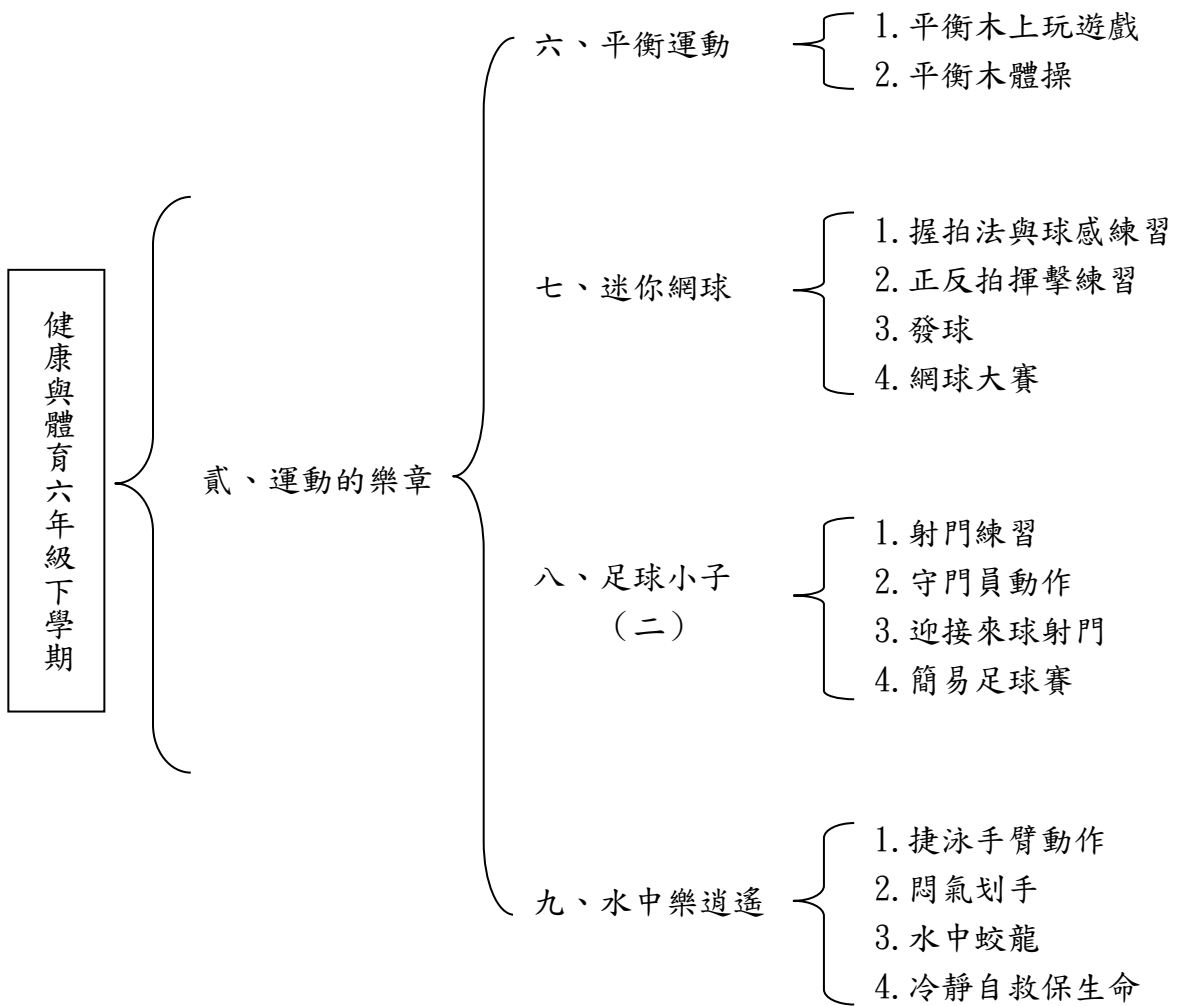 健康與體育六年級下學期
貳、運動的樂章
六、平衡運動
1.平衡木上玩遊戲
2.平衡木體操
七、迷你網球
1.握拍法與球感練習
2.正反拍揮擊練習
3.發球
4.網球大賽
八、足球小子
（二）
1.射門練習
2.守門員動作
3.迎接來球射門
4.簡易足球賽
九、水中樂逍遙
1.捷泳手臂動作
2.悶氣划手
3.水中蛟龍
4.冷靜自救保生命